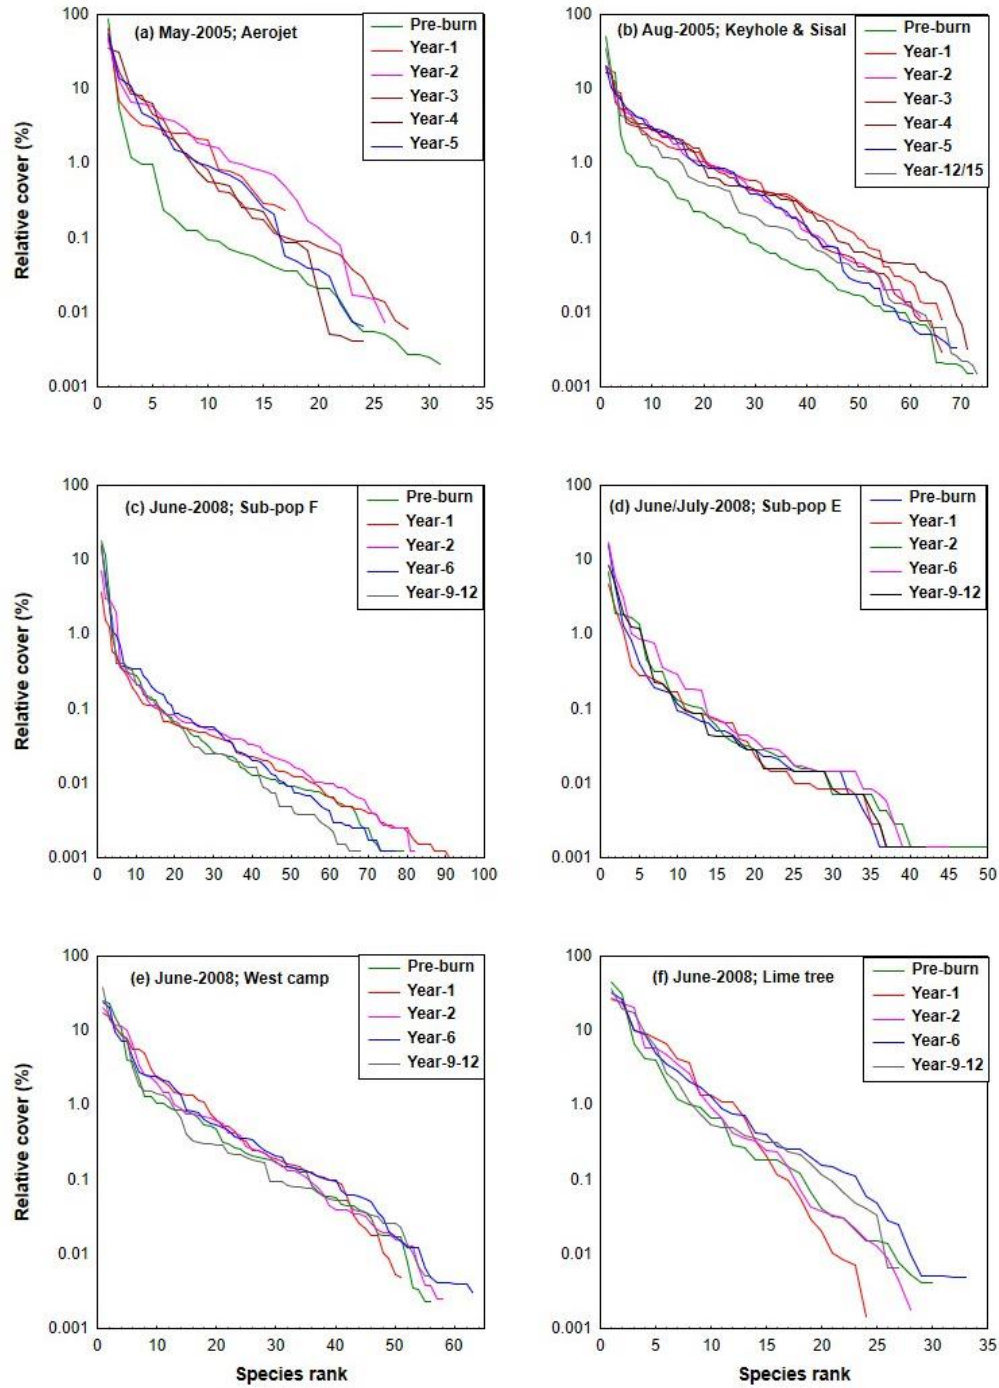 (a) May-2005; Aerojet
Pre-burn
Year-1
Year-2
Year-3
Year-4
Year-5
Relative cover (%)
100
10
1.0
0.1
0.01
0.001
0 5 10 15 20 25 30 35
(b) Aug-2005; Keyhole & Sisal
Pre-burn
Year-1
Year-2
Year-3
Year-4
Year-5
Year-12/15
100
10
1.0
0.1
0.01
0.001
0 10 20 30 40 50 60 70
(c) June-2008; Sub-pop F
Pre-burn
Year-1
Year-2
Year-6
Year-9-12
Relative cover (%)
100
10
1.0
0.1
0.01
0.001
0 10 20 30 40 50 60 70 80 90 100
(d) June/July-2008; Sub-pop E
Pre-burn
Year-1
Year-2
Year-6
Year-9-12
100
10
1.0
0.1
0.01
0.001
0 5 10 15 20 25 30 35 40 45 50
(e) June-2008; West camp
Pre-burn
Year-1
Year-2
Year-6
Year-9-12
Relative cover (%)
100
10
1.0
0.1
0.01
0.001
0 10 20 30 40 50 60
Species rank
(f) June-2008; Lime tree
Pre-burn
Year-1
Year-2
Year-6
Year-9-12
100
10
1.0
0.1
0.01
0.001
0 5 10 15 20 25 30 35
Species rank